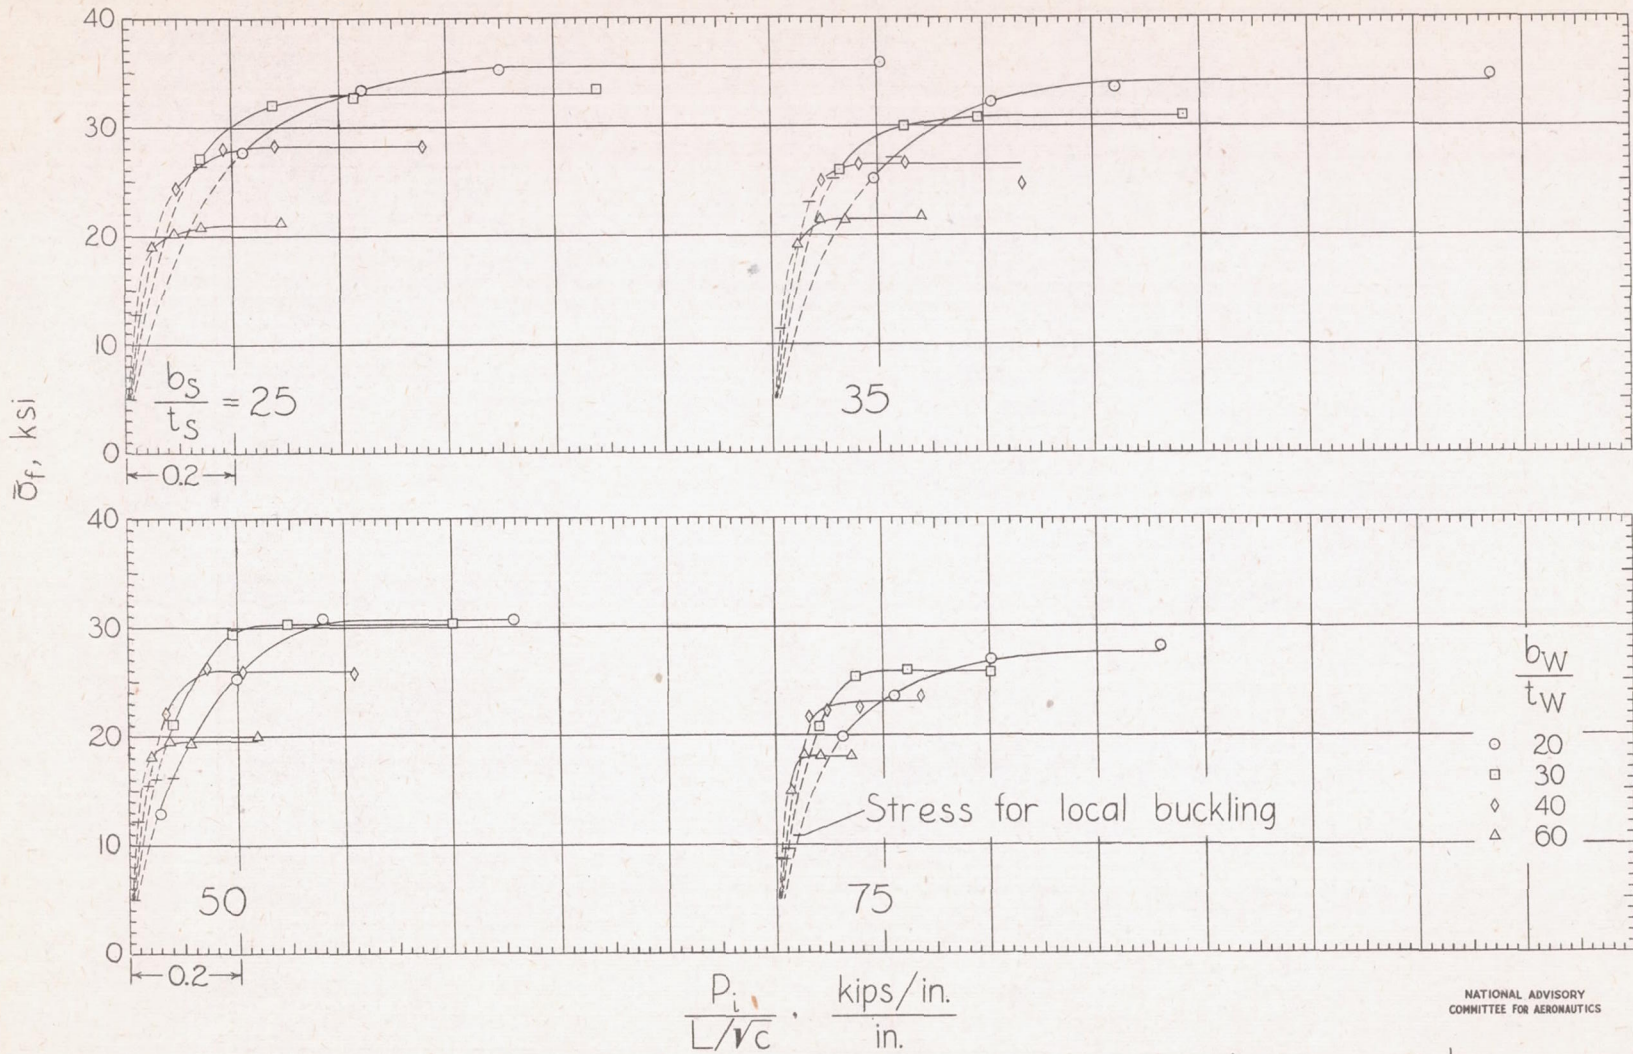 40
30
20
10
0
σ̄f, ksi
bS/tS = 25
35
0.2
40
30
20
10
0
50
75
Stress for local buckling
0.2
bW/tW
○ 20
□ 30
◇ 40
△ 60
Pi/(L/√c), kips/in./in.
NATIONAL ADVISORY
COMMITTEE FOR AERONAUTICS